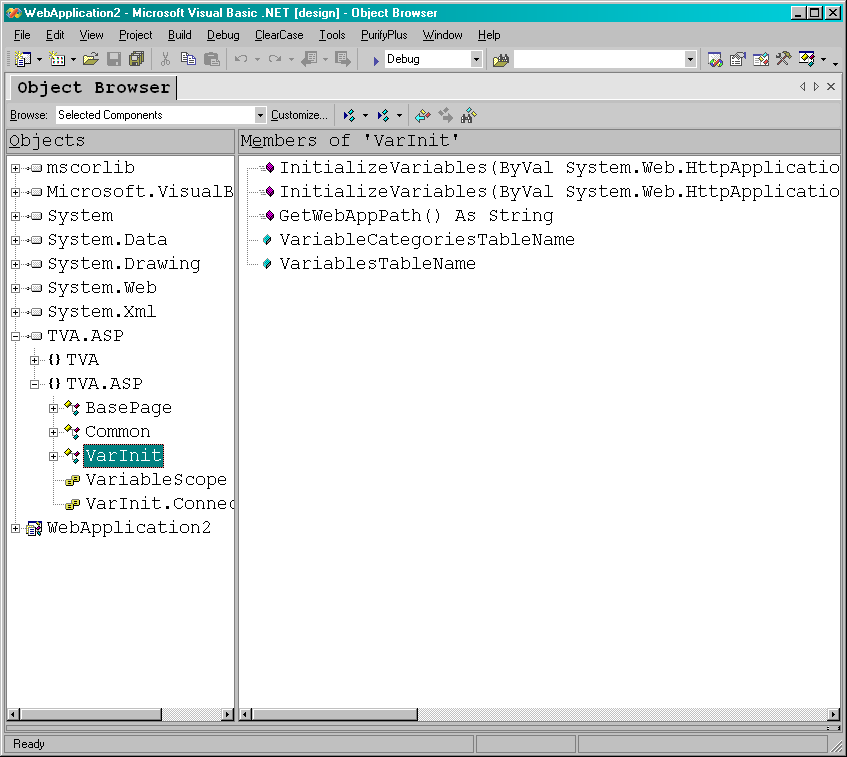 WebApplication2 - Microsoft Visual Basic .NET [design] - Object Browser
File Edit View Project Build Debug ClearCase Tools PurifyPlus Window Help
Debug
Object Browser
Browse: Selected Components Customize...
Objects
Members of 'VarInit'
mscorlib
Microsoft.VisualB
System
System.Data
System.Drawing
System.Web
System.Xml
TVA.ASP
{} TVA
{} TVA.ASP
BasePage
Common
VarInit
VariableScope
VarInit.Connec
WebApplication2
InitializeVariables(ByVal System.Web.HttpApplicatio
InitializeVariables(ByVal System.Web.HttpApplicatio
GetWebAppPath() As String
VariableCategoriesTableName
VariablesTableName
Ready